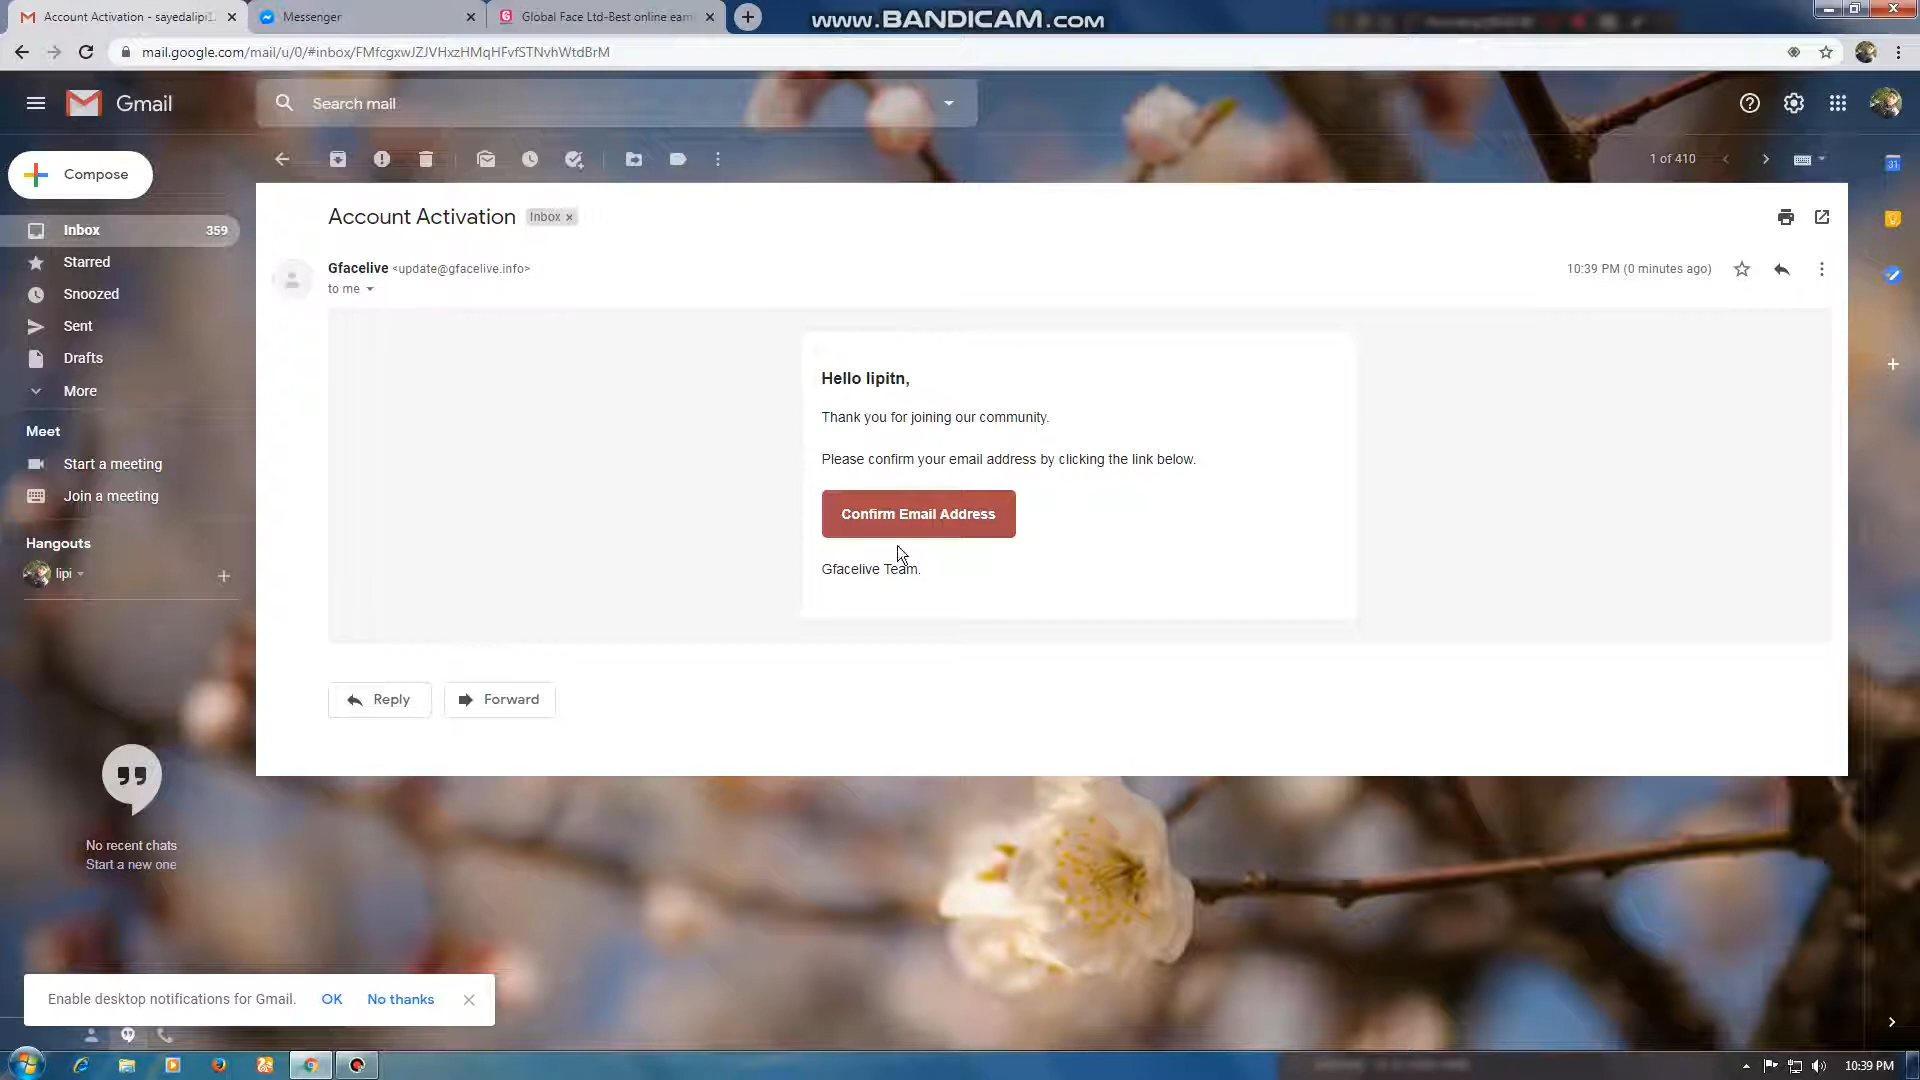 Account Activation - sayedalipi1.
Messenger
Global Face Ltd-Best online earn
www.BANDICAM.com
mail.google.com/mail/u/0/#inbox/FMfcgxwJZJVHxzHMqHFvfSTNvhWtdBrM
Gmail
Search mail
Compose
1 of 410
Inbox 359
Starred
Snoozed
Sent
Drafts
More
Meet
Start a meeting
Join a meeting
Hangouts
lipi
No recent chats
Start a new one
Account Activation Inbox
Gfacelive <update@gfacelive.info>
10:39 PM (0 minutes ago)
to me
Hello lipitn,
Thank you for joining our community.
Please confirm your email address by clicking the link below.
Confirm Email Address
Gfacelive Team.
Reply
Forward
31
Enable desktop notifications for Gmail. OK No thanks
10:39 PM